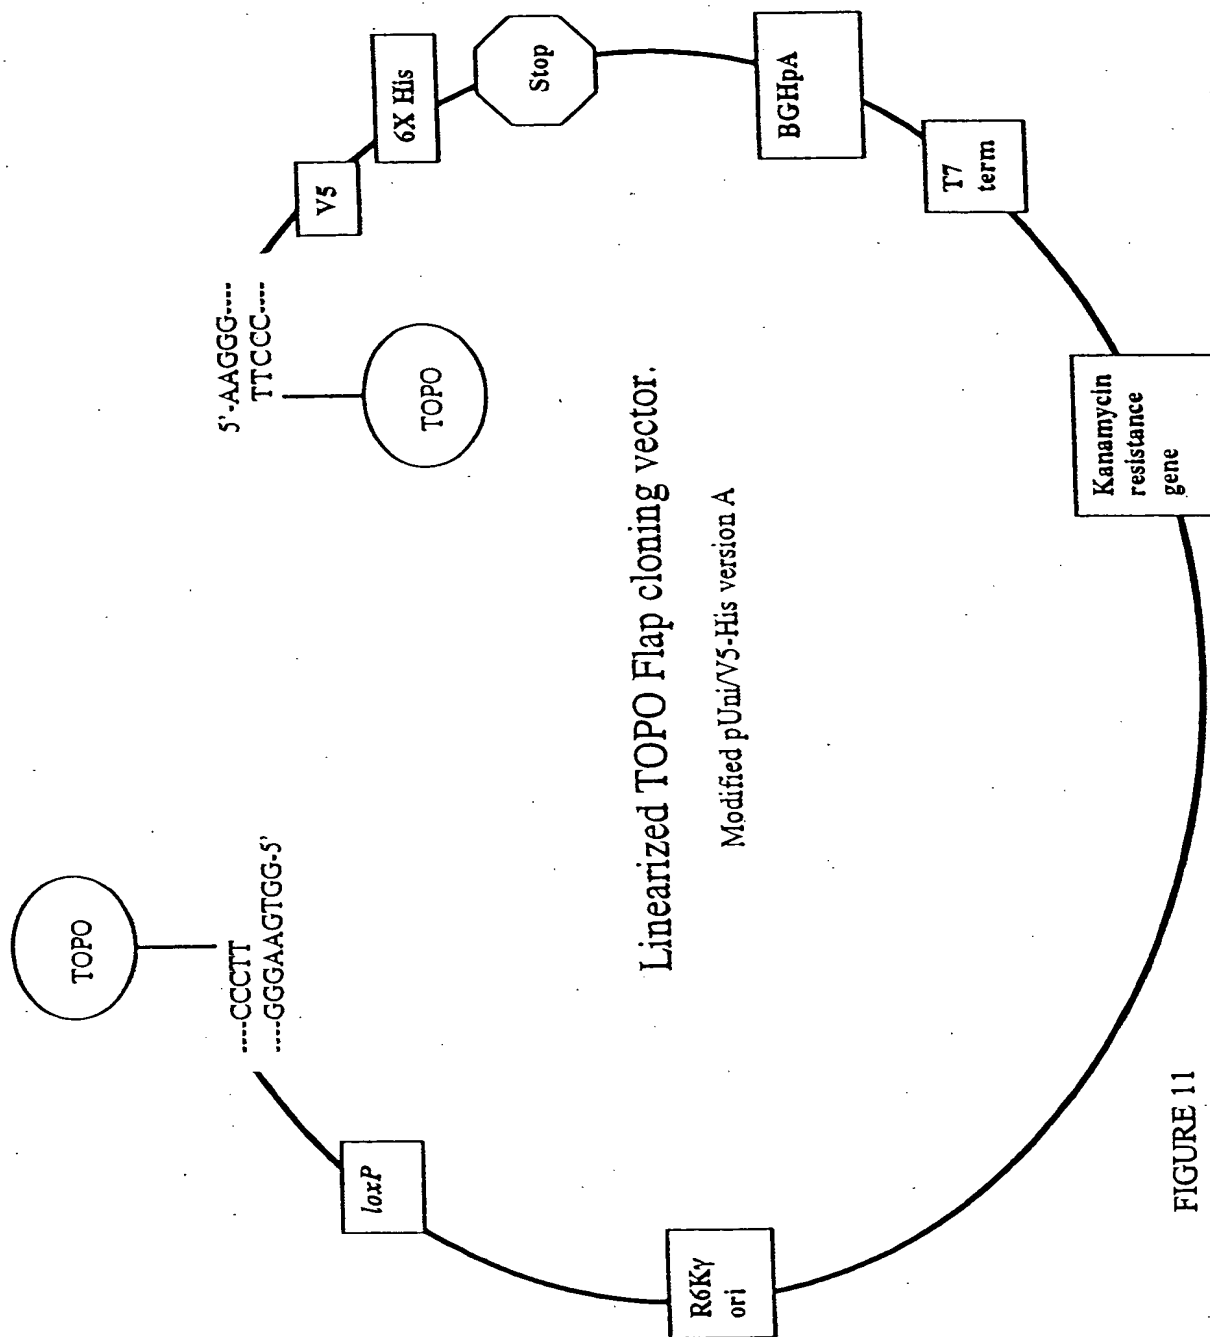 TOPO
----CCCTT
----GGGAAGTGG-5'
5'-AAGGG----
TTCCC----
TOPO
V5
6X His
Stop
loxP
Linearized TOPO Flap cloning vector.
Modified pUni/V5-His version A
BGHpA
T7
term
R6Kγ
ori
Kanamycin
resistance
gene
FIGURE 11